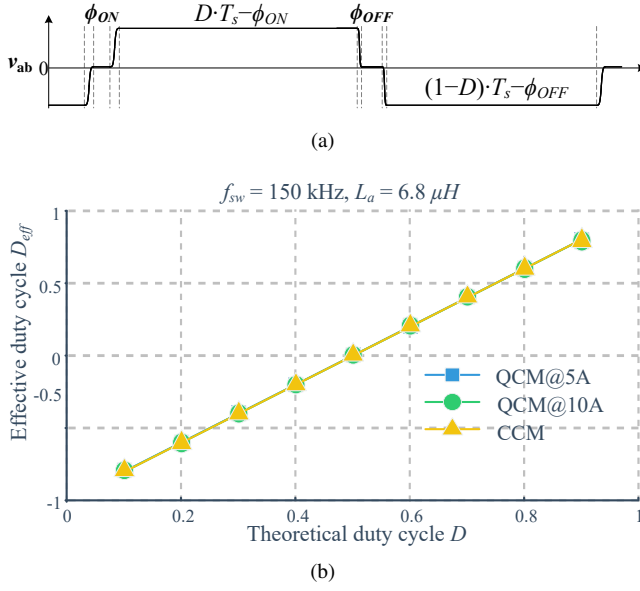 ϕON D·Ts−ϕON ϕOFF
vab 0
(1−D)·Ts−ϕOFF
(a)
fsw = 150 kHz, La = 6.8 μH
Effective duty cycle Deff
1
0.5
0
-0.5
-1
QCM@5A
QCM@10A
CCM
0 0.2 0.4 0.6 0.8 1
Theoretical duty cycle D
(b)